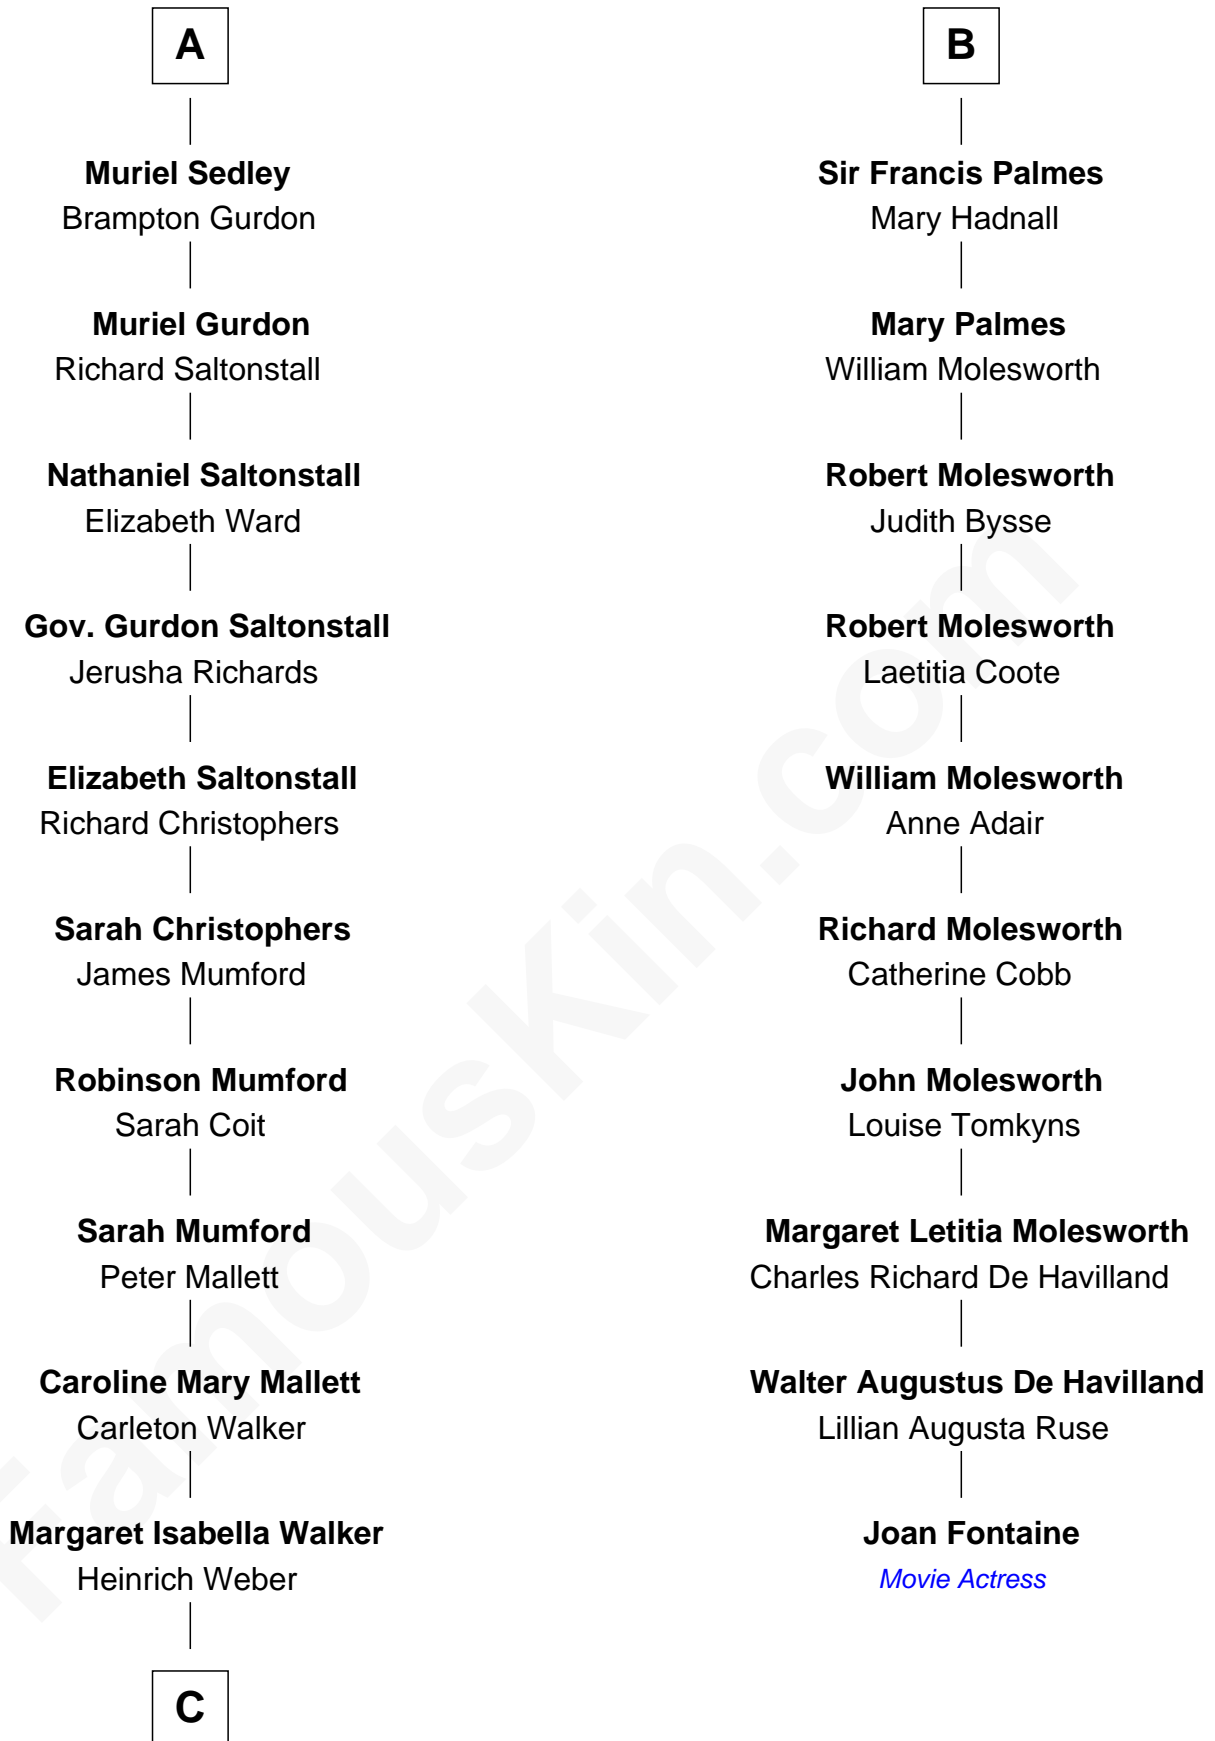 A
Muriel Sedley
Brampton Gurdon
Muriel Gurdon
Richard Saltonstall
Nathaniel Saltonstall
Elizabeth Ward
Gov. Gurdon Saltonstall
Jerusha Richards
Elizabeth Saltonstall
Richard Christophers
Sarah Christophers
James Mumford
Robinson Mumford
Sarah Coit
Sarah Mumford
Peter Mallett
Caroline Mary Mallett
Carleton Walker
Margaret Isabella Walker
Heinrich Weber
C
B
Sir Francis Palmes
Mary Hadnall
Mary Palmes
William Molesworth
Robert Molesworth
Judith Bysse
Robert Molesworth
Laetitia Coote
William Molesworth
Anne Adair
Richard Molesworth
Catherine Cobb
John Molesworth
Louise Tomkyns
Margaret Letitia Molesworth
Charles Richard De Havilland
Walter Augustus De Havilland
Lillian Augusta Ruse
Joan Fontaine
Movie Actress
FamousKin.com